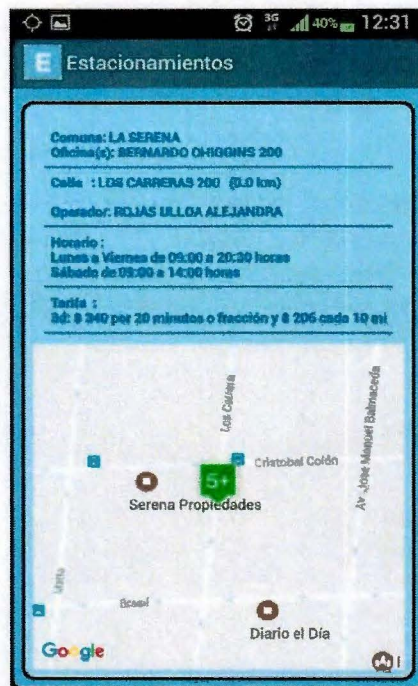 3G 40% 12:31
E Estacionamientos
Comuna: LA SERENA
Oficina(s): BERNARDO OHIGGINS 200
Calle : LOS CARRERAS 200 (0.0 km)
Operador: ROJAS ULLOA ALEJANDRA
Horario :
Lunes a Viernes de 09:00 a 20:30 horas
Sábado de 09:00 a 14:00 horas
Tarifa :
3d: $ 340 por 20 minutos o fracción y $ 206 cada 10 mi
Los Carrera
Av. Jose Manuel Balmaceda
Cristobal Colón
5+
Serena Propiedades
Matta
Brasil
Diario el Día
Google